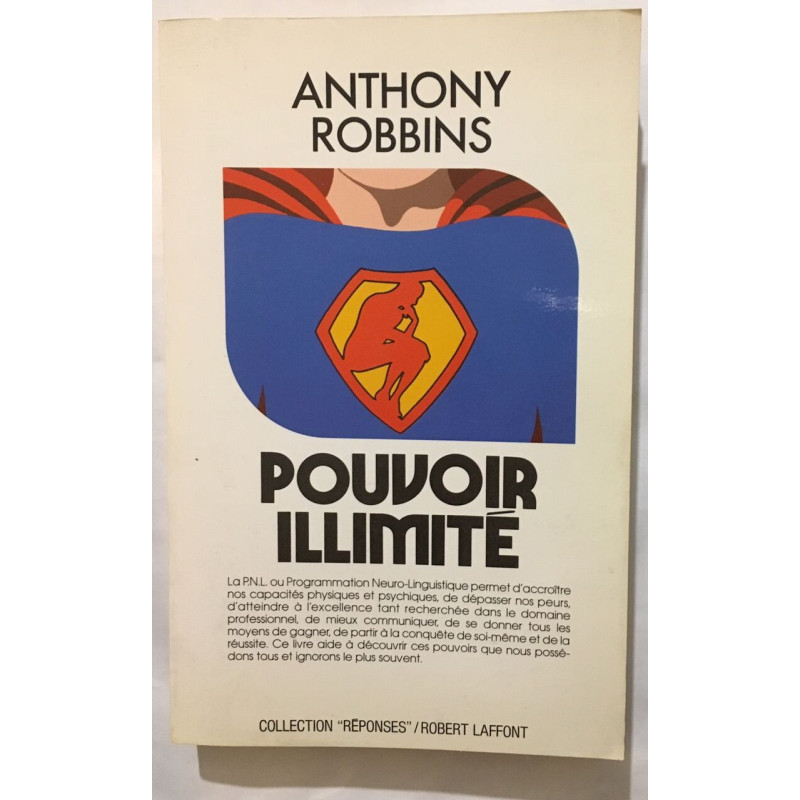 ANTHONY
ROBBINS
POUVOIR
ILLIMITÉ
La P.N.L. ou Programmation Neuro-Linguistique permet d'accroître
nos capacités physiques et psychiques, de dépasser nos peurs,
d'atteindre à l'excellence tant recherchée dans le domaine
professionnel, de mieux communiquer, de se donner tous les
moyens de gagner, de partir à la conquête de soi-même et de la
réussite. Ce livre aide à découvrir ces pouvoirs que nous possé-
dons tous et ignorons le plus souvent.
COLLECTION "RÉPONSES"/ROBERT LAFFONT